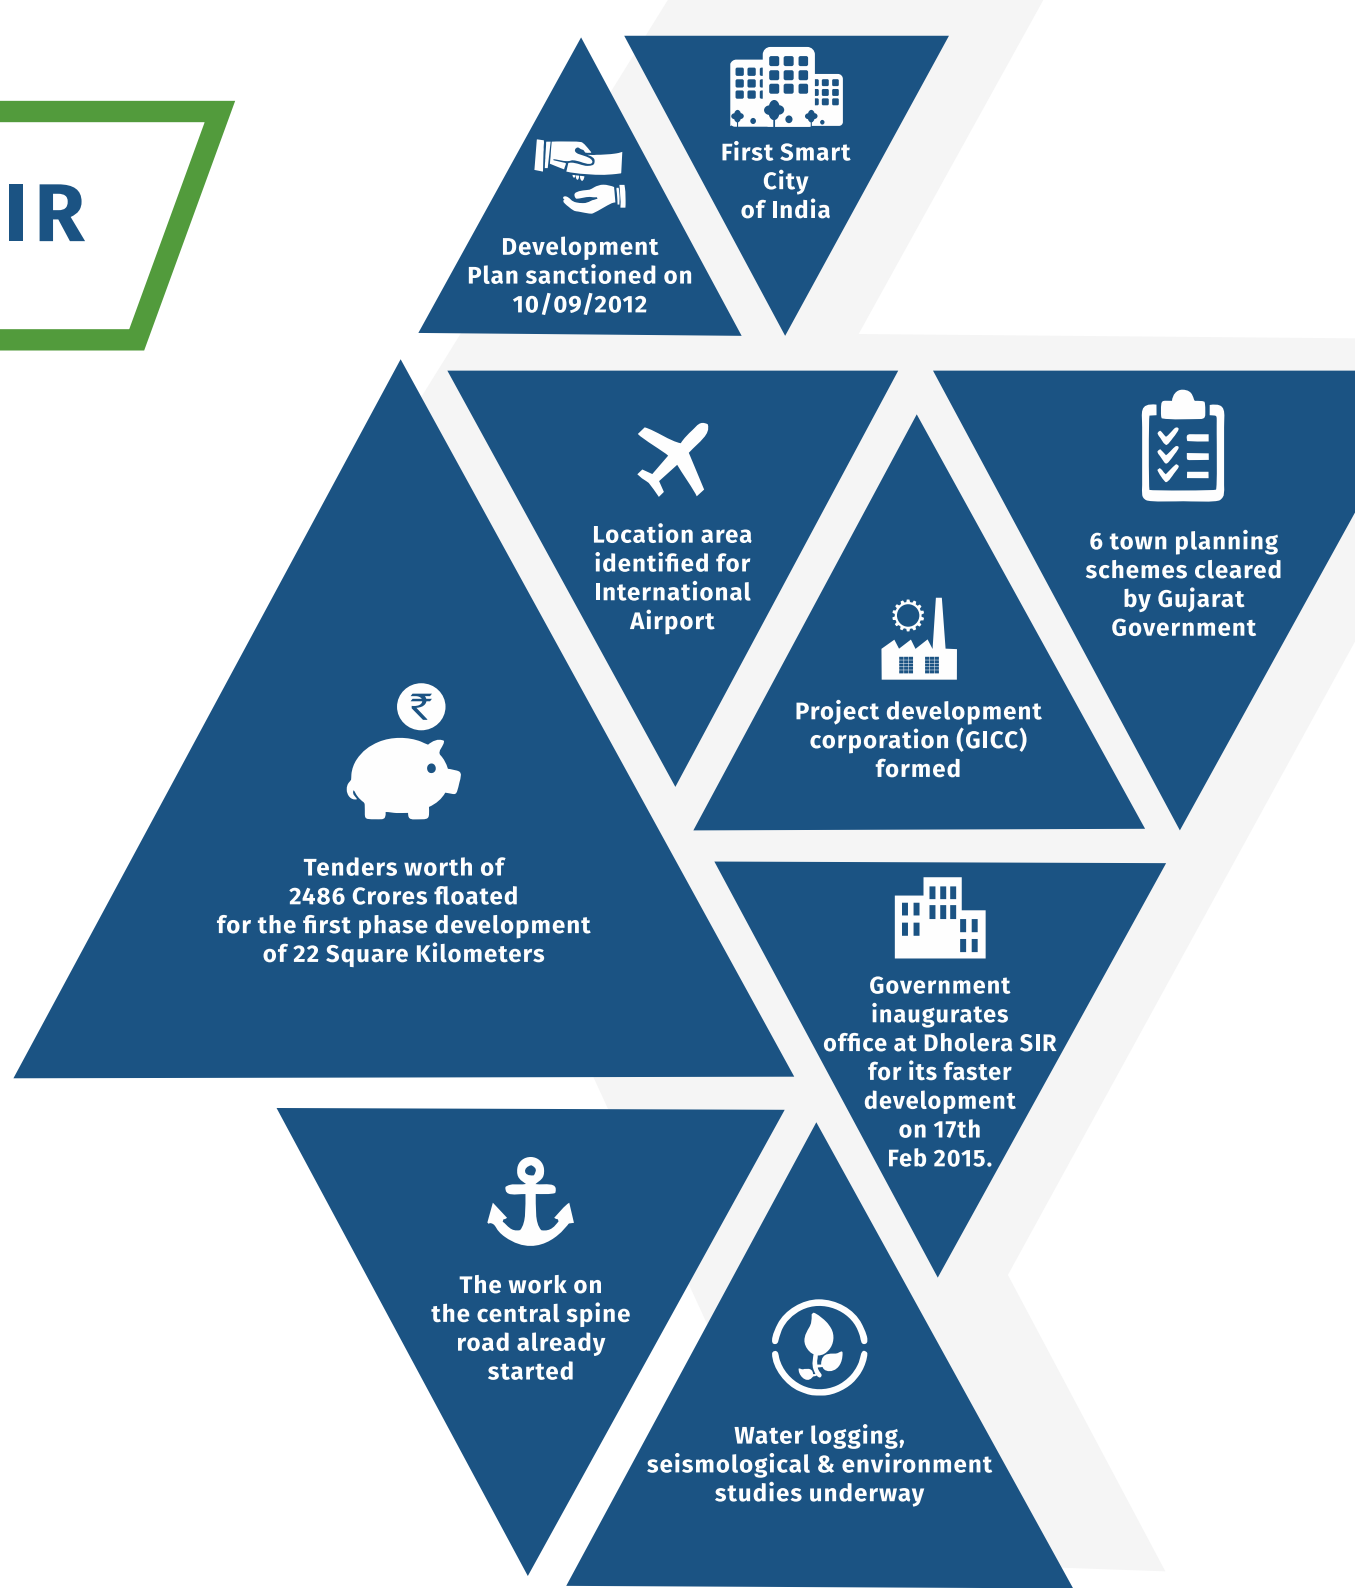 IR
First Smart
City
of India
Development
Plan sanctioned on
10/09/2012
Location area
identified for
International
Airport
6 town planning
schemes cleared
by Gujarat
Government
Project development
corporation (GICC)
formed
₹
Tenders worth of
2486 Crores floated
for the first phase development
of 22 Square Kilometers
Government
inaugurates
office at Dholera SIR
for its faster
development
on 17th
Feb 2015.
The work on
the central spine
road already
started
Water logging,
seismological & environment
studies underway